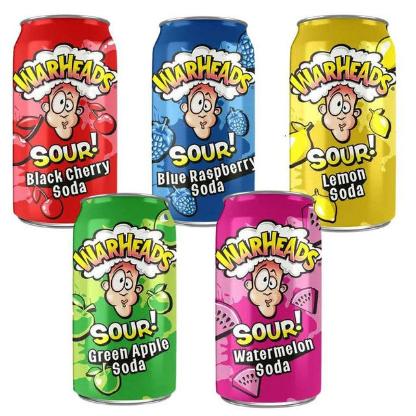 WARHEADS
SOUR!
Black Cherry
Soda
WARHEADS
SOUR!
Blue Raspberry
Soda
WARHEADS
SOUR!
Lemon
Soda
WARHEADS
SOUR!
Green Apple
Soda
WARHEADS
SOUR!
Watermelon
Soda